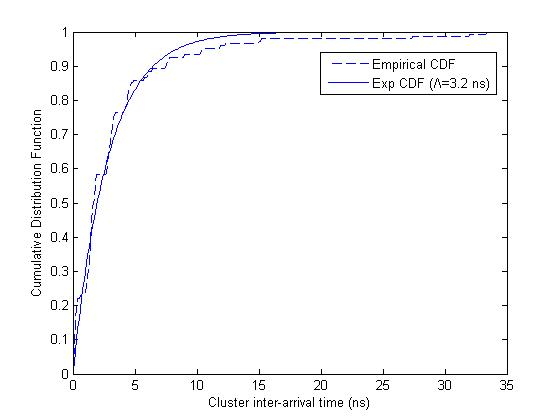 1
0.9
0.8
0.7
0.6
0.5
0.4
0.3
0.2
0.1
0
Cumulative Distribution Function
Empirical CDF
Exp CDF (/\=3.2 ns)
0 5 10 15 20 25 30 35
Cluster inter-arrival time (ns)